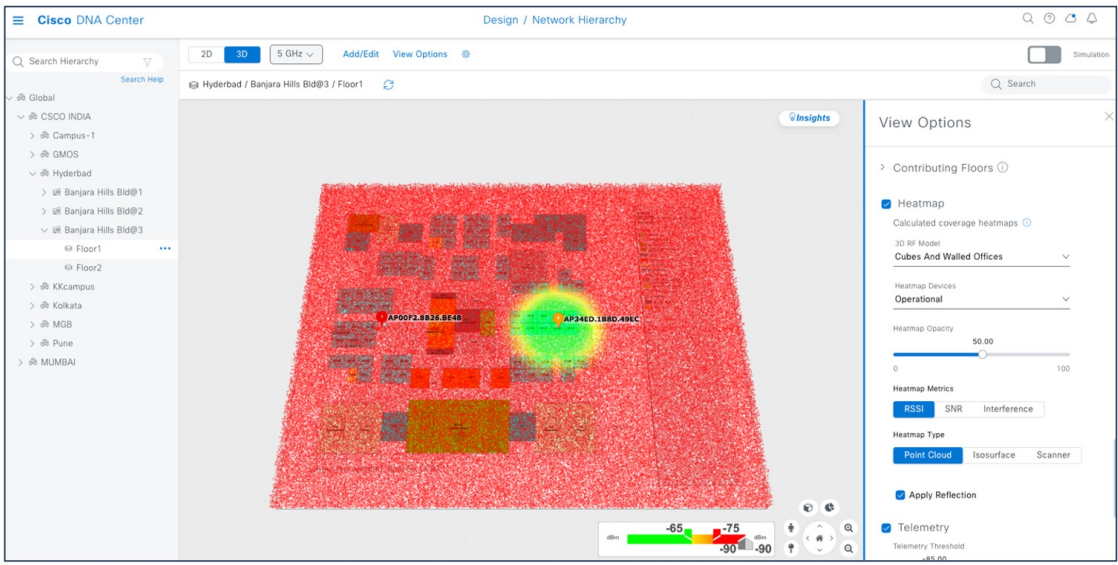 Cisco DNA Center
Design / Network Hierarchy
Search Hierarchy
Search Help
Global
CSCO INDIA
Campus-1
GMOS
Hyderbad
Banjara Hills Bld@1
Banjara Hills Bld@2
Banjara Hills Bld@3
Floor1
Floor2
KKcampus
Kolkata
MGB
Pune
MUMBAI
2D 3D 5 GHz Add/Edit View Options Simulation
Hyderbad / Banjara Hills Bld@3 / Floor1 Search
Insights
AP00F2.8B26.BE48
AP34ED.1B8D.49EC
dBm -65 -75 dBm
-90 -90
View Options
Contributing Floors
Heatmap
Calculated coverage heatmaps
3D RF Model
Cubes And Walled Offices
Heatmap Devices
Operational
Heatmap Opacity
50.00
0 100
Heatmap Metrics
RSSI SNR Interference
Heatmap Type
Point Cloud Isosurface Scanner
Apply Reflection
Telemetry
Telemetry Threshold
-85.00